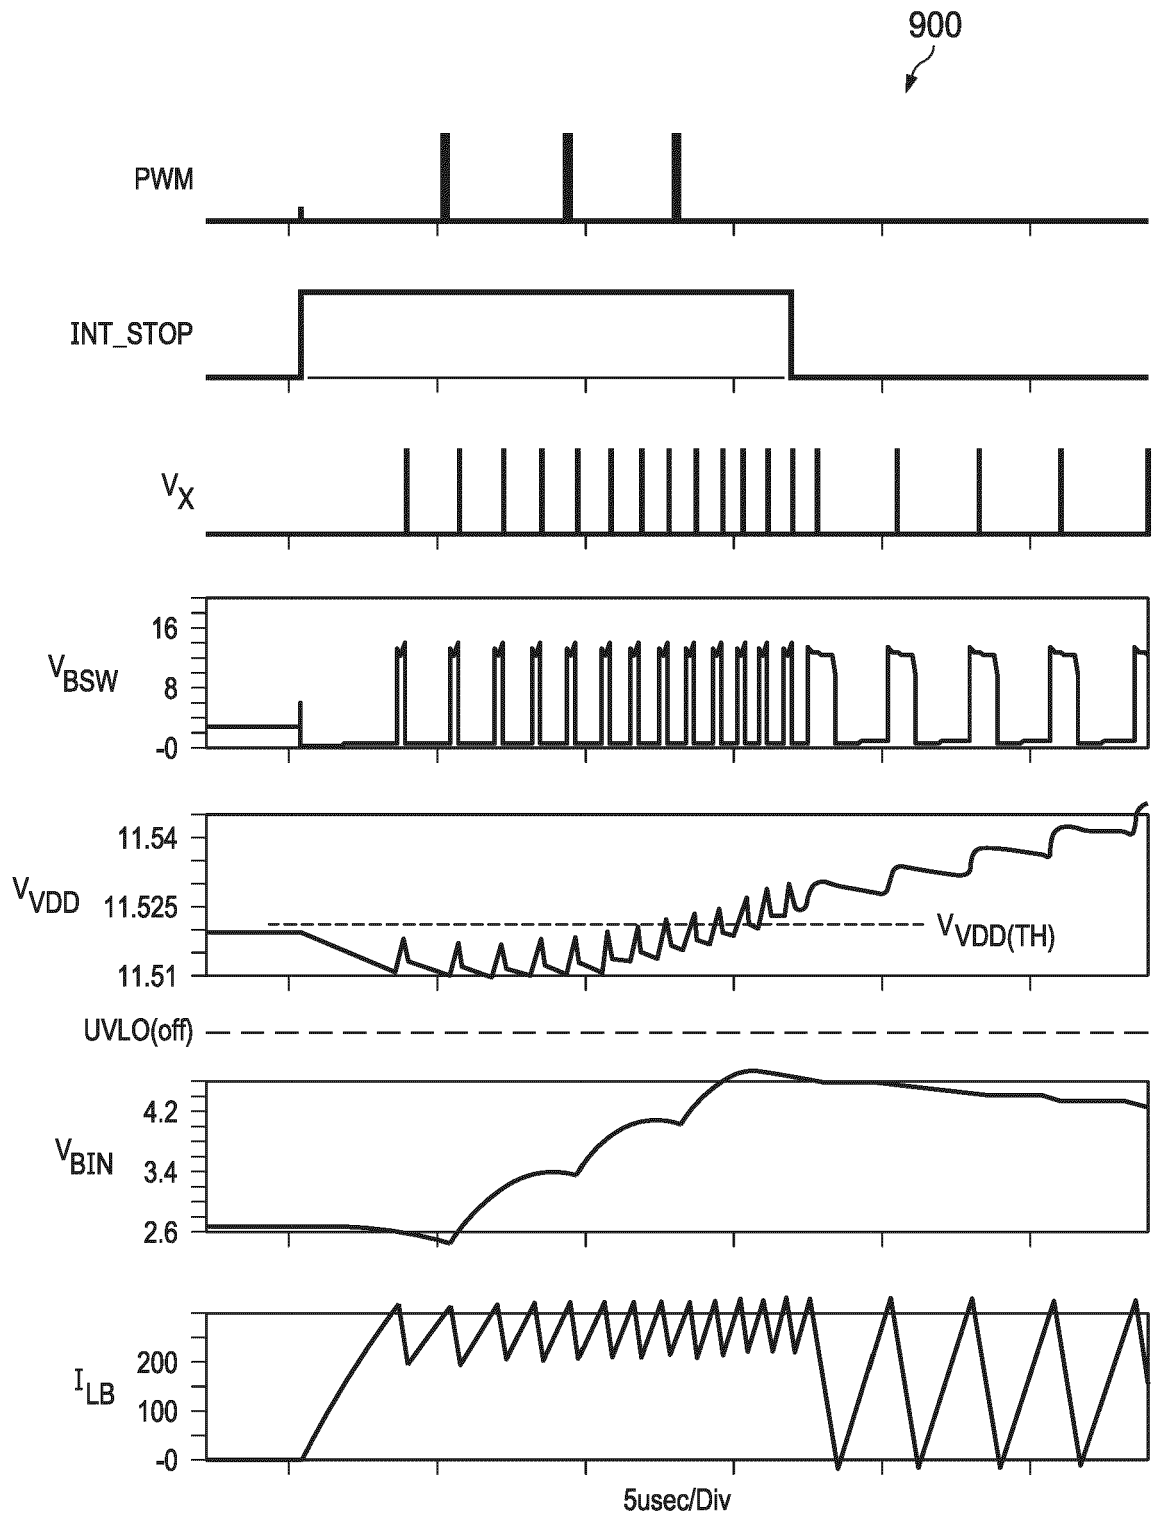 900
PWM
INT_STOP
VX
16
VBSW
8
-0
11.54
VVDD
11.525
VVDD(TH)
11.51
UVLO(off)
4.2
VBIN
3.4
2.6
200
ILB
100
-0
5usec/Div